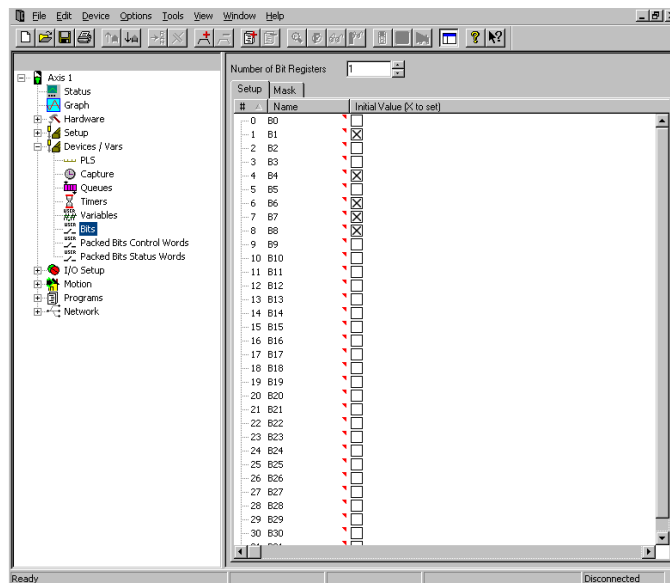 File Edit Device Options Tools View Window Help
Number of Bit Registers 1
Setup Mask
# Name Initial Value (X to set)
Axis 1
Status
Graph
Hardware
Setup
Devices / Vars
PLS
Capture
Queues
Timers
Variables
Bits
Packed Bits Control Words
Packed Bits Status Words
I/O Setup
Motion
Programs
Network
0 B0
1 B1
2 B2
3 B3
4 B4
5 B5
6 B6
7 B7
8 B8
9 B9
10 B10
11 B11
12 B12
13 B13
14 B14
15 B15
16 B16
17 B17
18 B18
19 B19
20 B20
21 B21
22 B22
23 B23
24 B24
25 B25
26 B26
27 B27
28 B28
29 B29
30 B30
Ready Disconnected